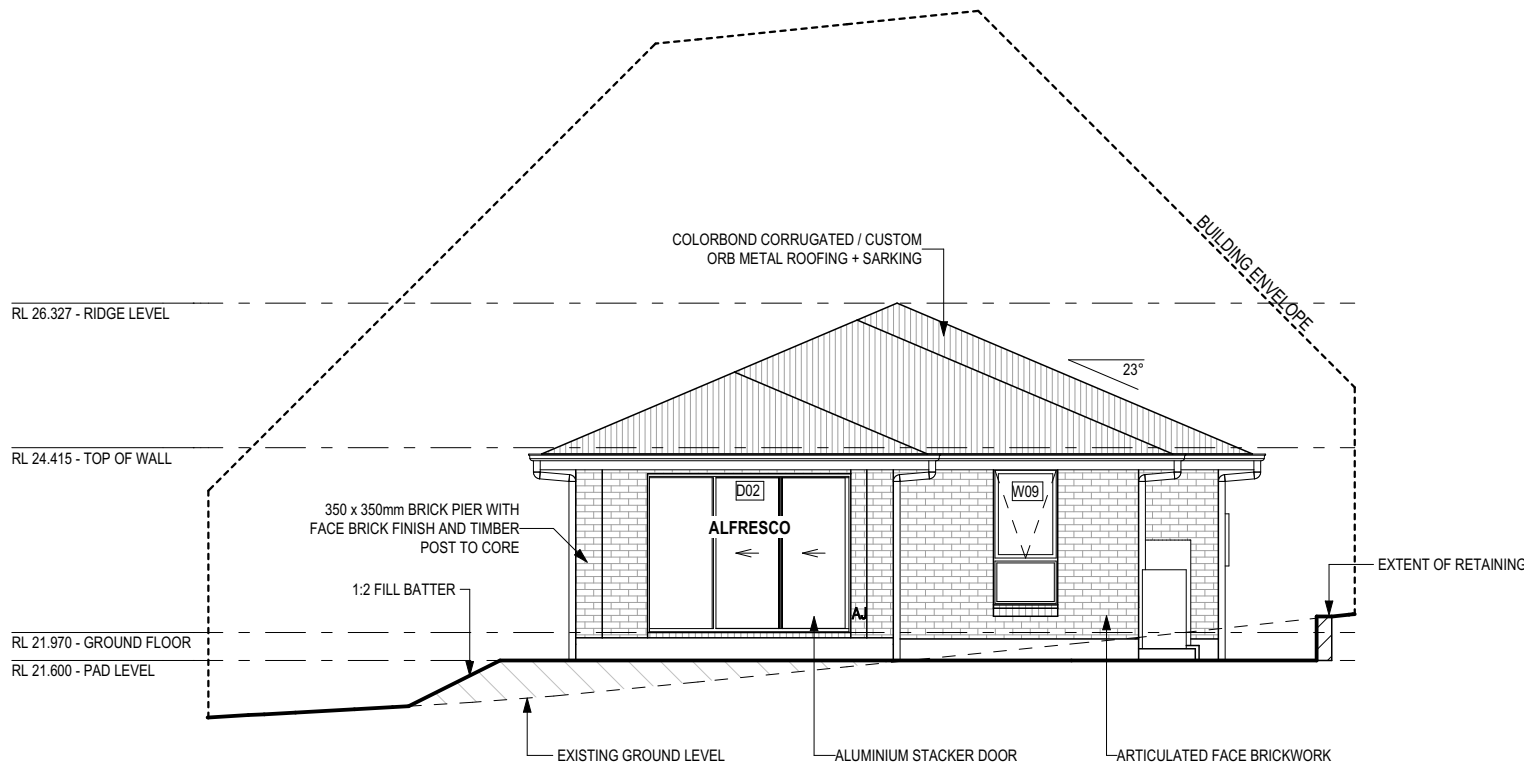 BUILDING ENVELOPE
COLORBOND CORRUGATED / CUSTOM
ORB METAL ROOFING + SARKING
RL 26.327 - RIDGE LEVEL
23°
RL 24.415 - TOP OF WALL
D02
W09
350 x 350mm BRICK PIER WITH
FACE BRICK FINISH AND TIMBER
POST TO CORE
ALFRESCO
EXTENT OF RETAINING
1:2 FILL BATTER
AJ
RL 21.970 - GROUND FLOOR
RL 21.600 - PAD LEVEL
EXISTING GROUND LEVEL
ALUMINIUM STACKER DOOR
ARTICULATED FACE BRICKWORK